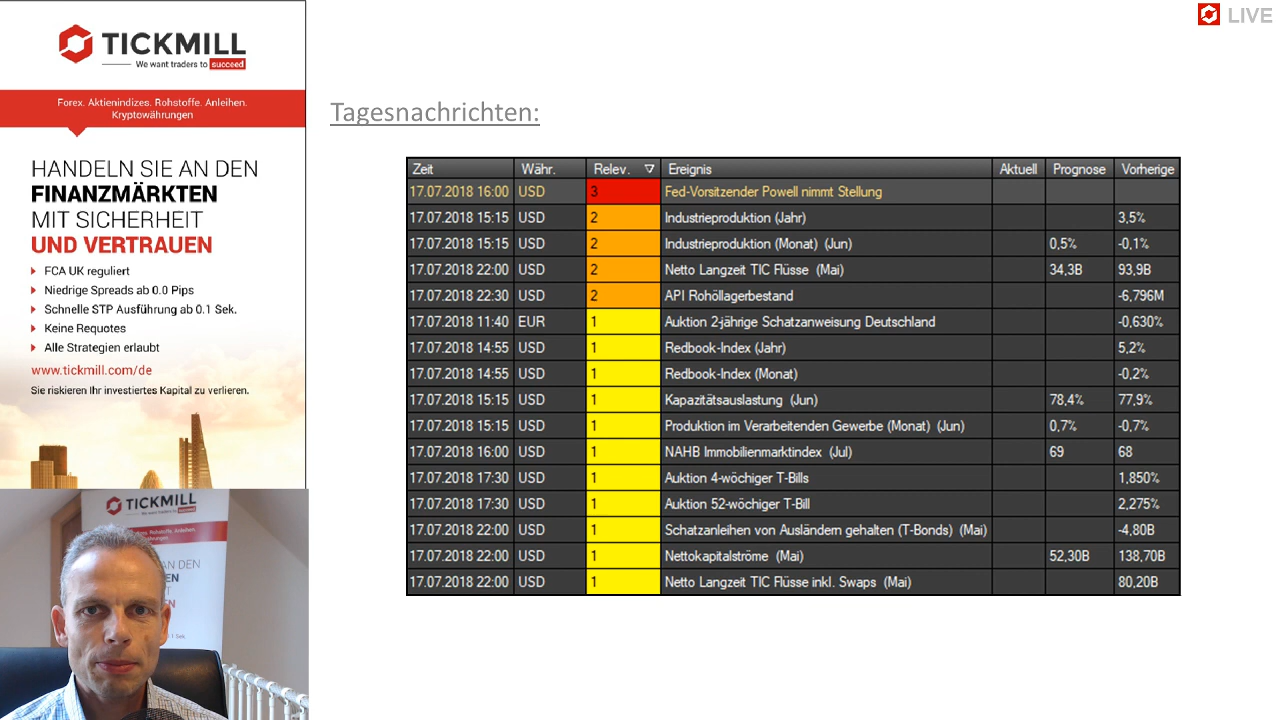 TICKMILL
We want traders to succeed
Forex. Aktienindizes. Rohstoffe. Anleihen.
Kryptowährungen
HANDELN SIE AN DEN
FINANZMÄRKTEN
MIT SICHERHEIT
UND VERTRAUEN
FCA UK reguliert
Niedrige Spreads ab 0.0 Pips
Schnelle STP Ausführung ab 0.1 Sek.
Keine Requotes
Alle Strategien erlaubt
www.tickmill.com/de
Sie riskieren Ihr investiertes Kapital zu verlieren.
LIVE
Tagesnachrichten:
Zeit Währ. Relev. Ereignis Aktuell Prognose Vorherige
17.07.2018 16:00 USD 3 Fed-Vorsitzender Powell nimmt Stellung
17.07.2018 15:15 USD 2 Industrieproduktion (Jahr) 3,5%
17.07.2018 15:15 USD 2 Industrieproduktion (Monat) (Jun) 0,5% -0,1%
17.07.2018 22:00 USD 2 Netto Langzeit TIC Flüsse (Mai) 34,3B 93,9B
17.07.2018 22:30 USD 2 API Rohöllagerbestand -6,796M
17.07.2018 11:40 EUR 1 Auktion 2-jährige Schatzanweisung Deutschland -0,630%
17.07.2018 14:55 USD 1 Redbook-Index (Jahr) 5,2%
17.07.2018 14:55 USD 1 Redbook-Index (Monat) -0,2%
17.07.2018 15:15 USD 1 Kapazitätsauslastung (Jun) 78,4% 77,9%
17.07.2018 15:15 USD 1 Produktion im Verarbeitenden Gewerbe (Monat) (Jun) 0,7% -0,7%
17.07.2018 16:00 USD 1 NAHB Immobilienmarktindex (Jul) 69 68
17.07.2018 17:30 USD 1 Auktion 4-wöchiger T-Bills 1,850%
17.07.2018 17:30 USD 1 Auktion 52-wöchiger T-Bill 2,275%
17.07.2018 22:00 USD 1 Schatzanleihen von Ausländern gehalten (T-Bonds) (Mai) -4,80B
17.07.2018 22:00 USD 1 Nettokapitalströme (Mai) 52,30B 138,70B
17.07.2018 22:00 USD 1 Netto Langzeit TIC Flüsse inkl. Swaps (Mai) 80,20B
TICKMILL
We want traders to succeed
AN DEN